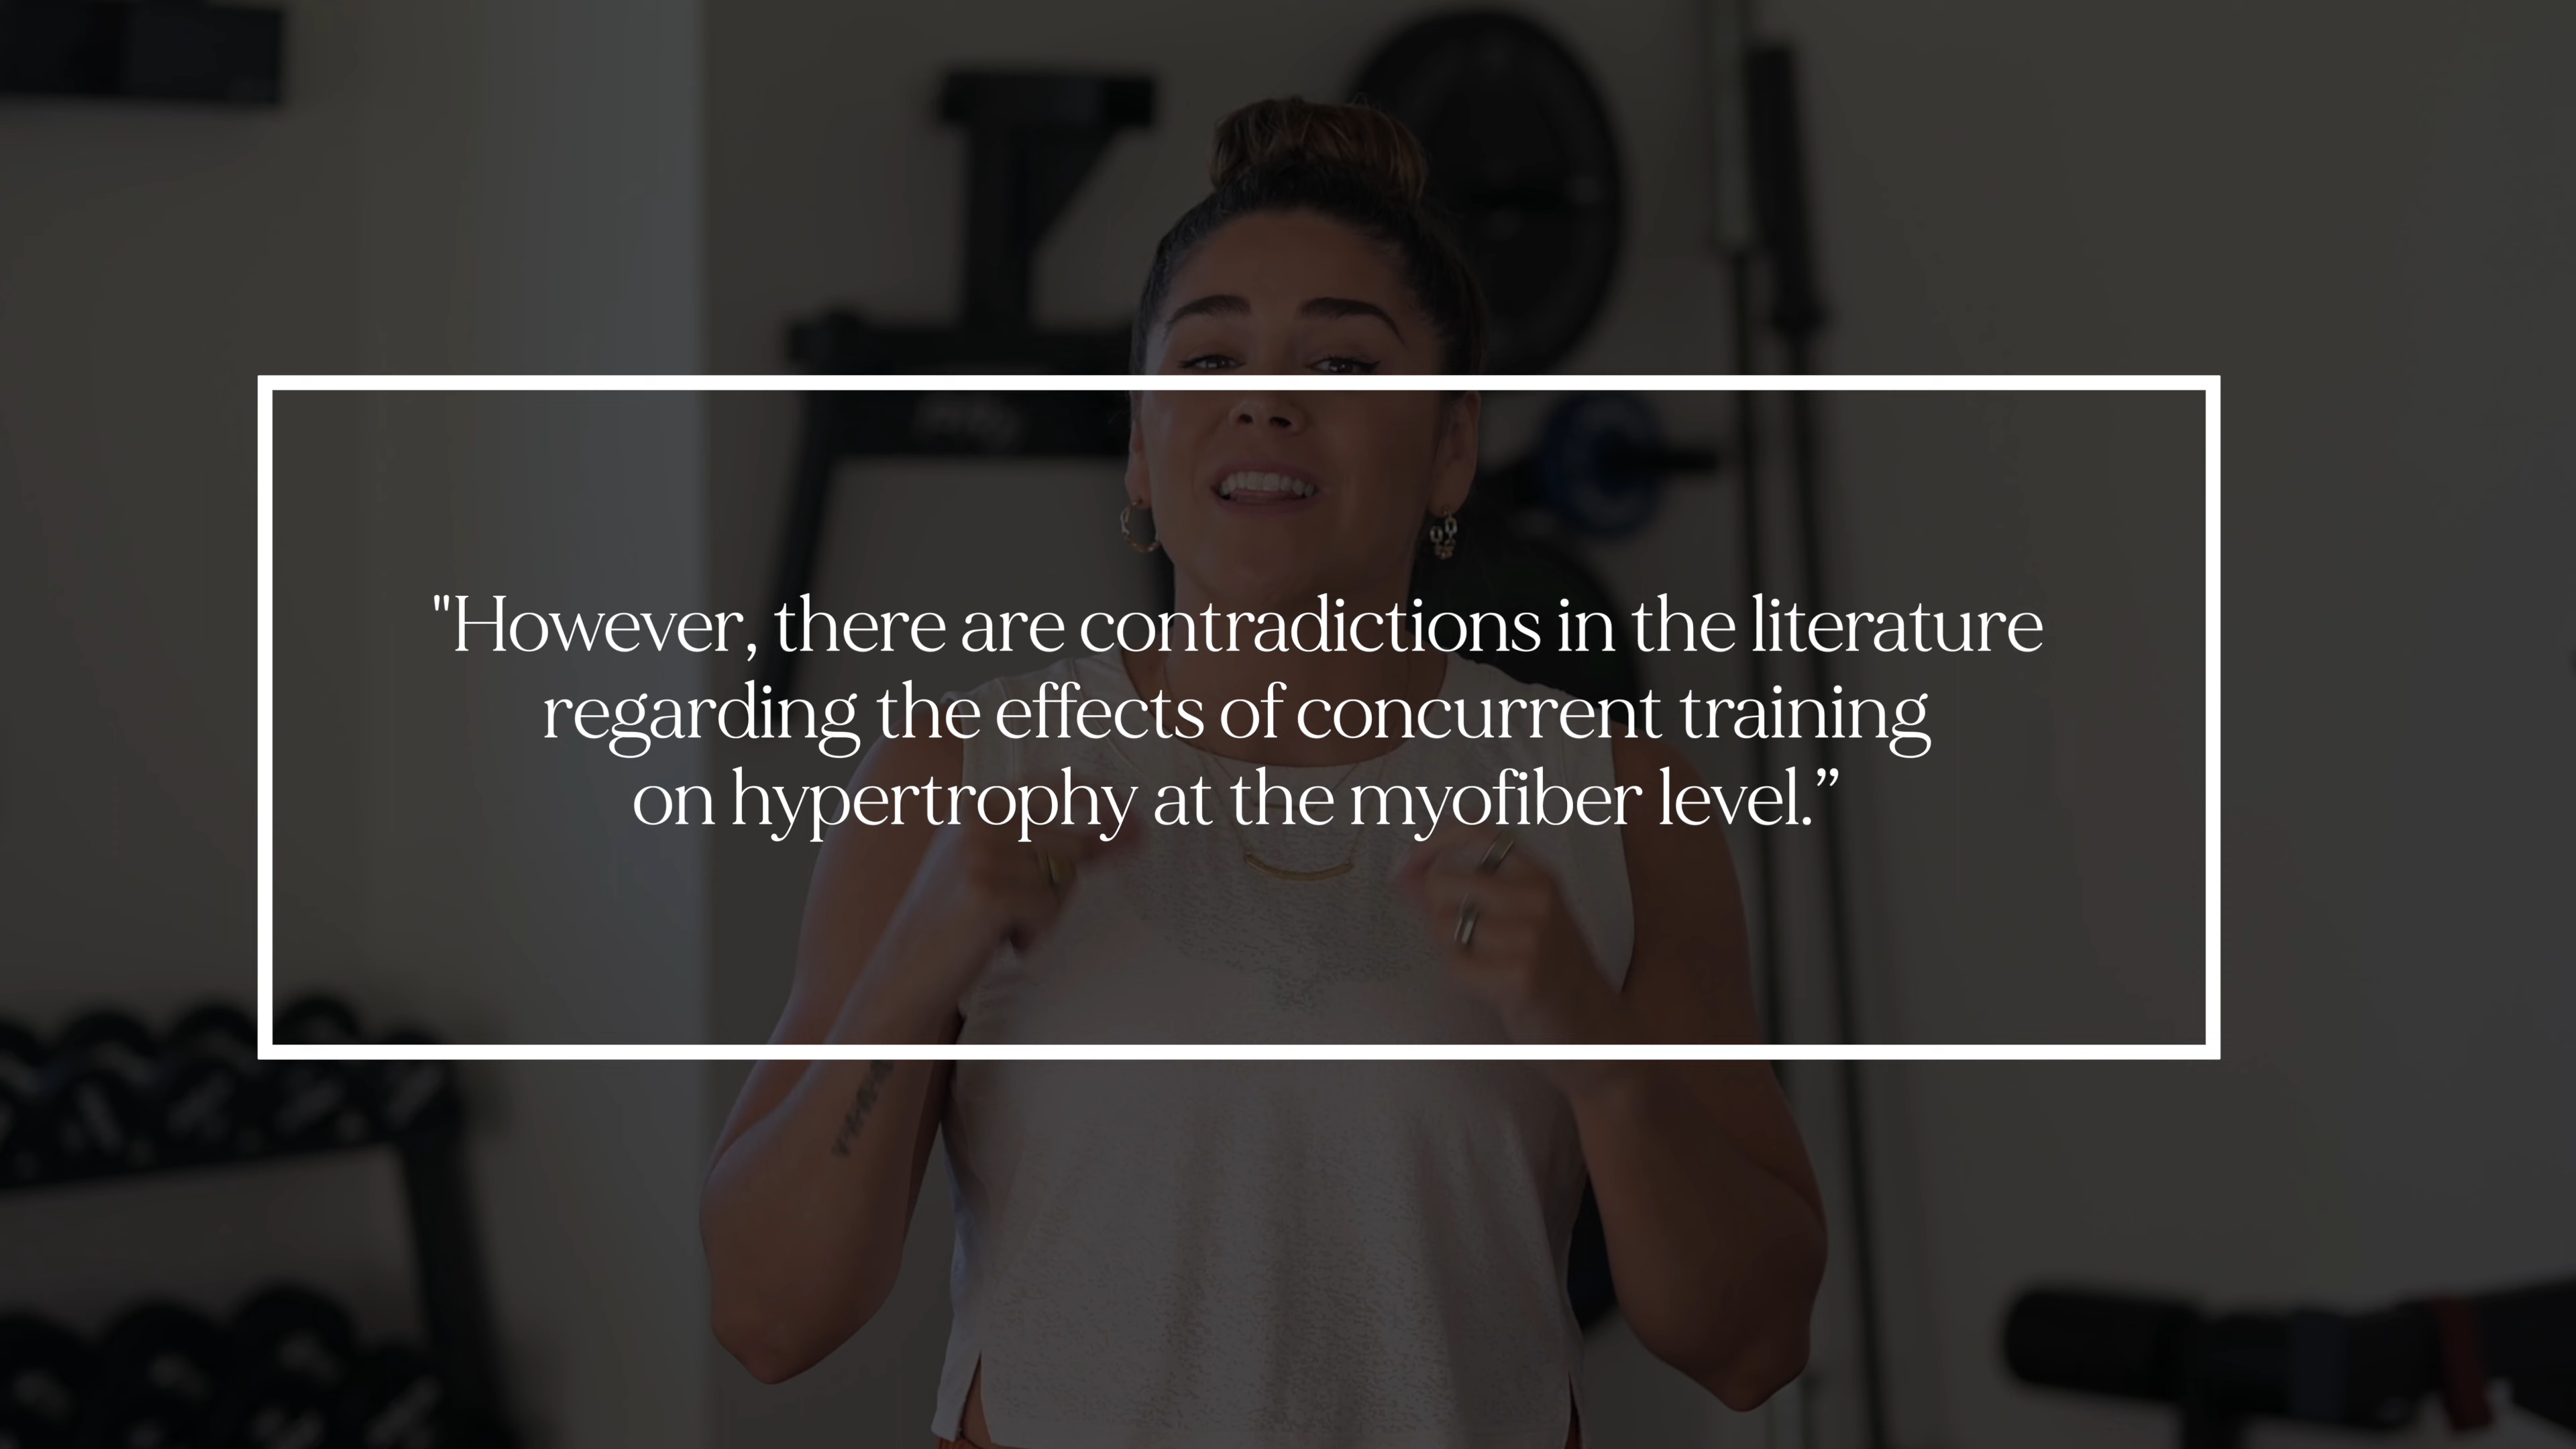 "However, there are contradictions in the literature
regarding the effects of concurrent training
on hypertrophy at the myofiber level.”